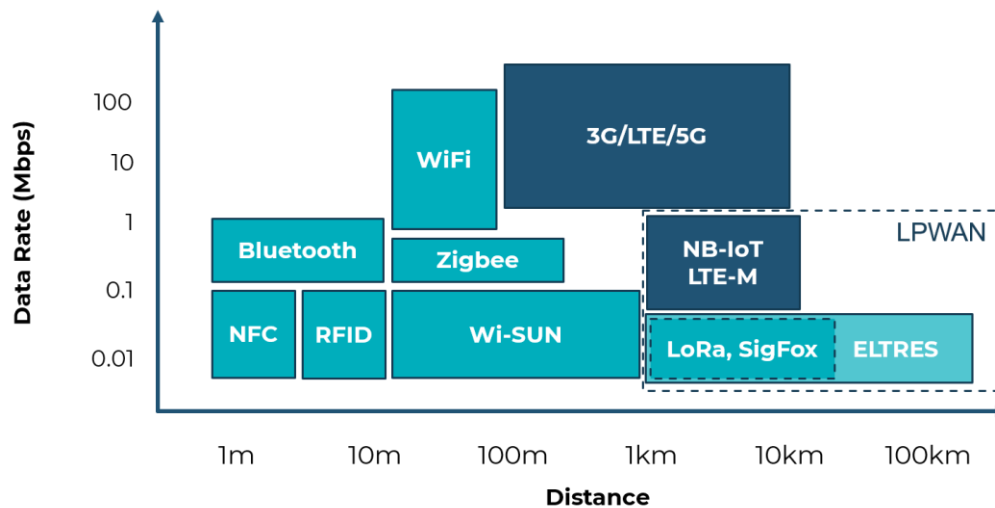 Data Rate (Mbps)
100
10
1
0.1
0.01
WiFi
3G/LTE/5G
LPWAN
Bluetooth
Zigbee
NB-IoT
LTE-M
NFC
RFID
Wi-SUN
LoRa, SigFox
ELTRES
1m
10m
100m
1km
10km
100km
Distance